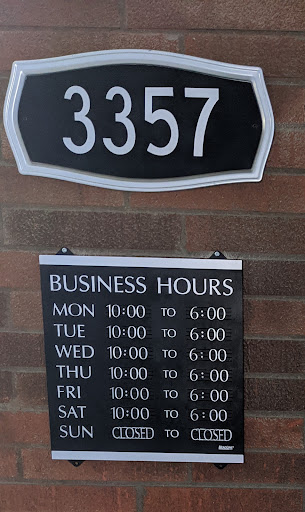 3357
BUSINESS HOURS
MON 10:00 TO 6:00
TUE 10:00 TO 6:00
WED 10:00 TO 6:00
THU 10:00 TO 6:00
FRI 10:00 TO 6:00
SAT 10:00 TO 6:00
SUN CLOSED TO CLOSED